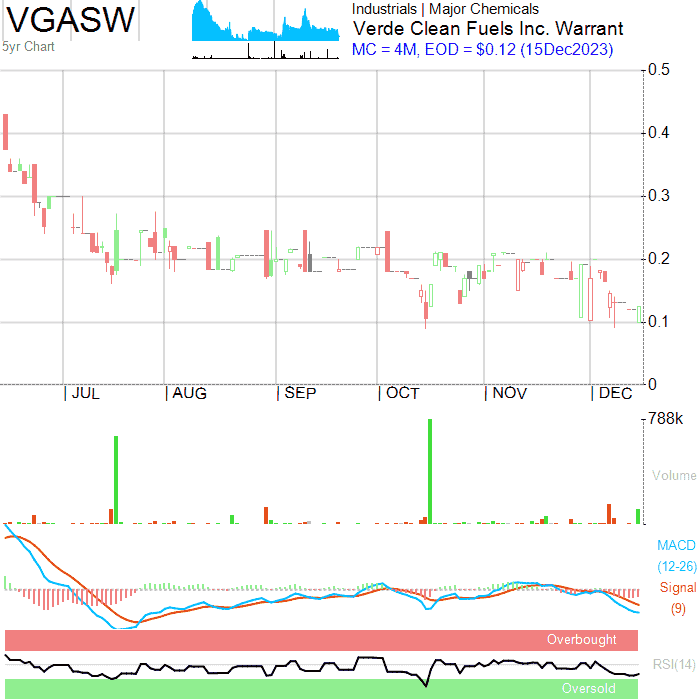 VGASW
5yr Chart
Industrials | Major Chemicals
Verde Clean Fuels Inc. Warrant
MC = 4M, EOD = $0.12 (15Dec2023)
0.5
0.4
0.3
0.2
0.1
0
| JUL | AUG | SEP | OCT | NOV | DEC
788k
Volume
MACD
(12-26)
Signal
(9)
Overbought
RSI(14)
Oversold